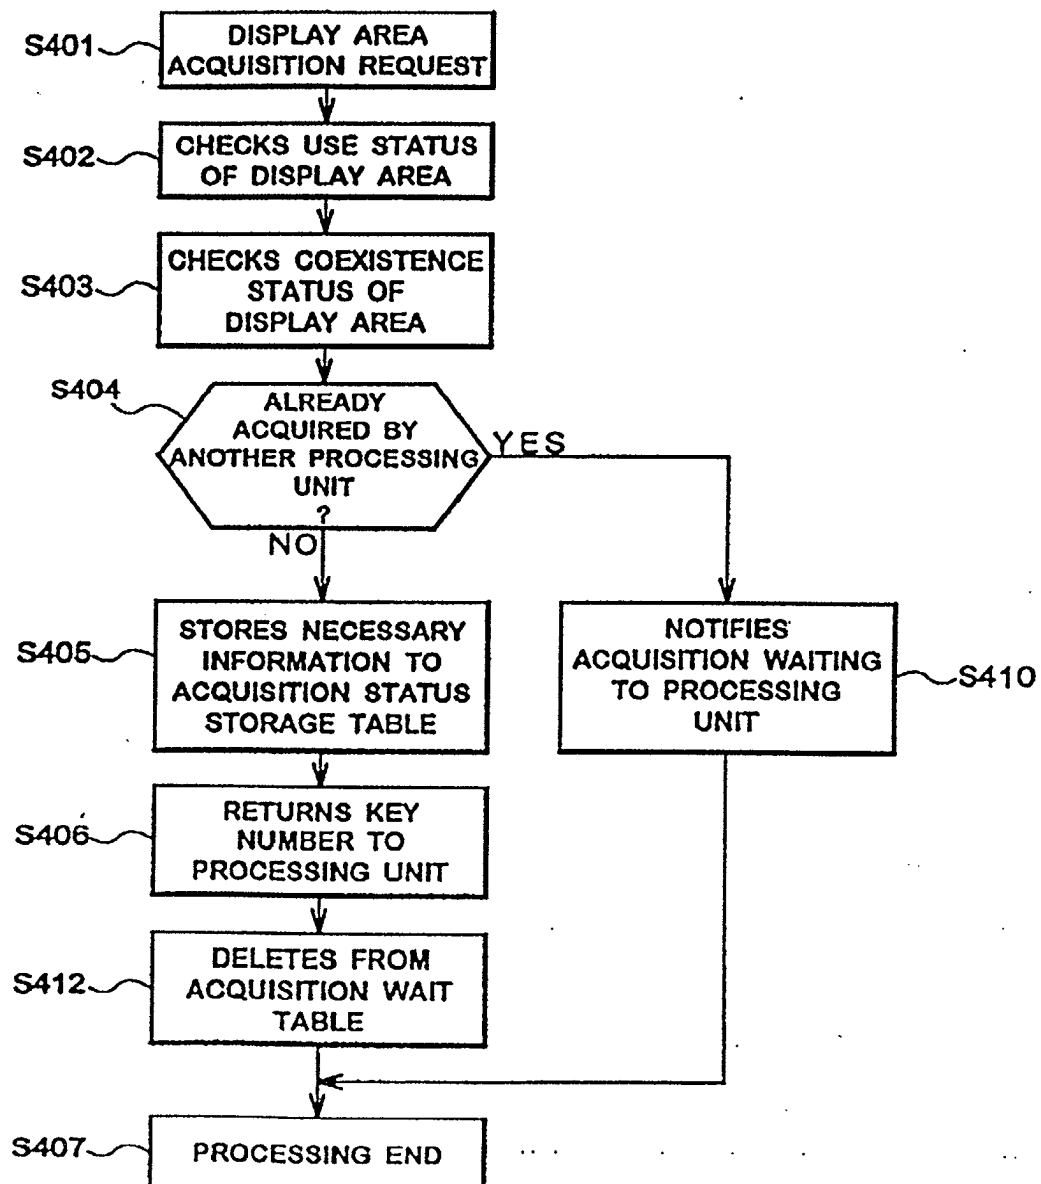 S401
DISPLAY AREA
ACQUISITION REQUEST
S402
CHECKS USE STATUS
OF DISPLAY AREA
S403
CHECKS COEXISTENCE
STATUS OF
DISPLAY AREA
S404
ALREADY
ACQUIRED BY
ANOTHER PROCESSING
UNIT
?
YES
NO
S405
STORES NECESSARY
INFORMATION TO
ACQUISITION STATUS
STORAGE TABLE
NOTIFIES
ACQUISITION WAITING
TO PROCESSING
UNIT
S410
S406
RETURNS KEY
NUMBER TO
PROCESSING UNIT
S412
DELETES FROM
ACQUISITION WAIT
TABLE
S407
PROCESSING END